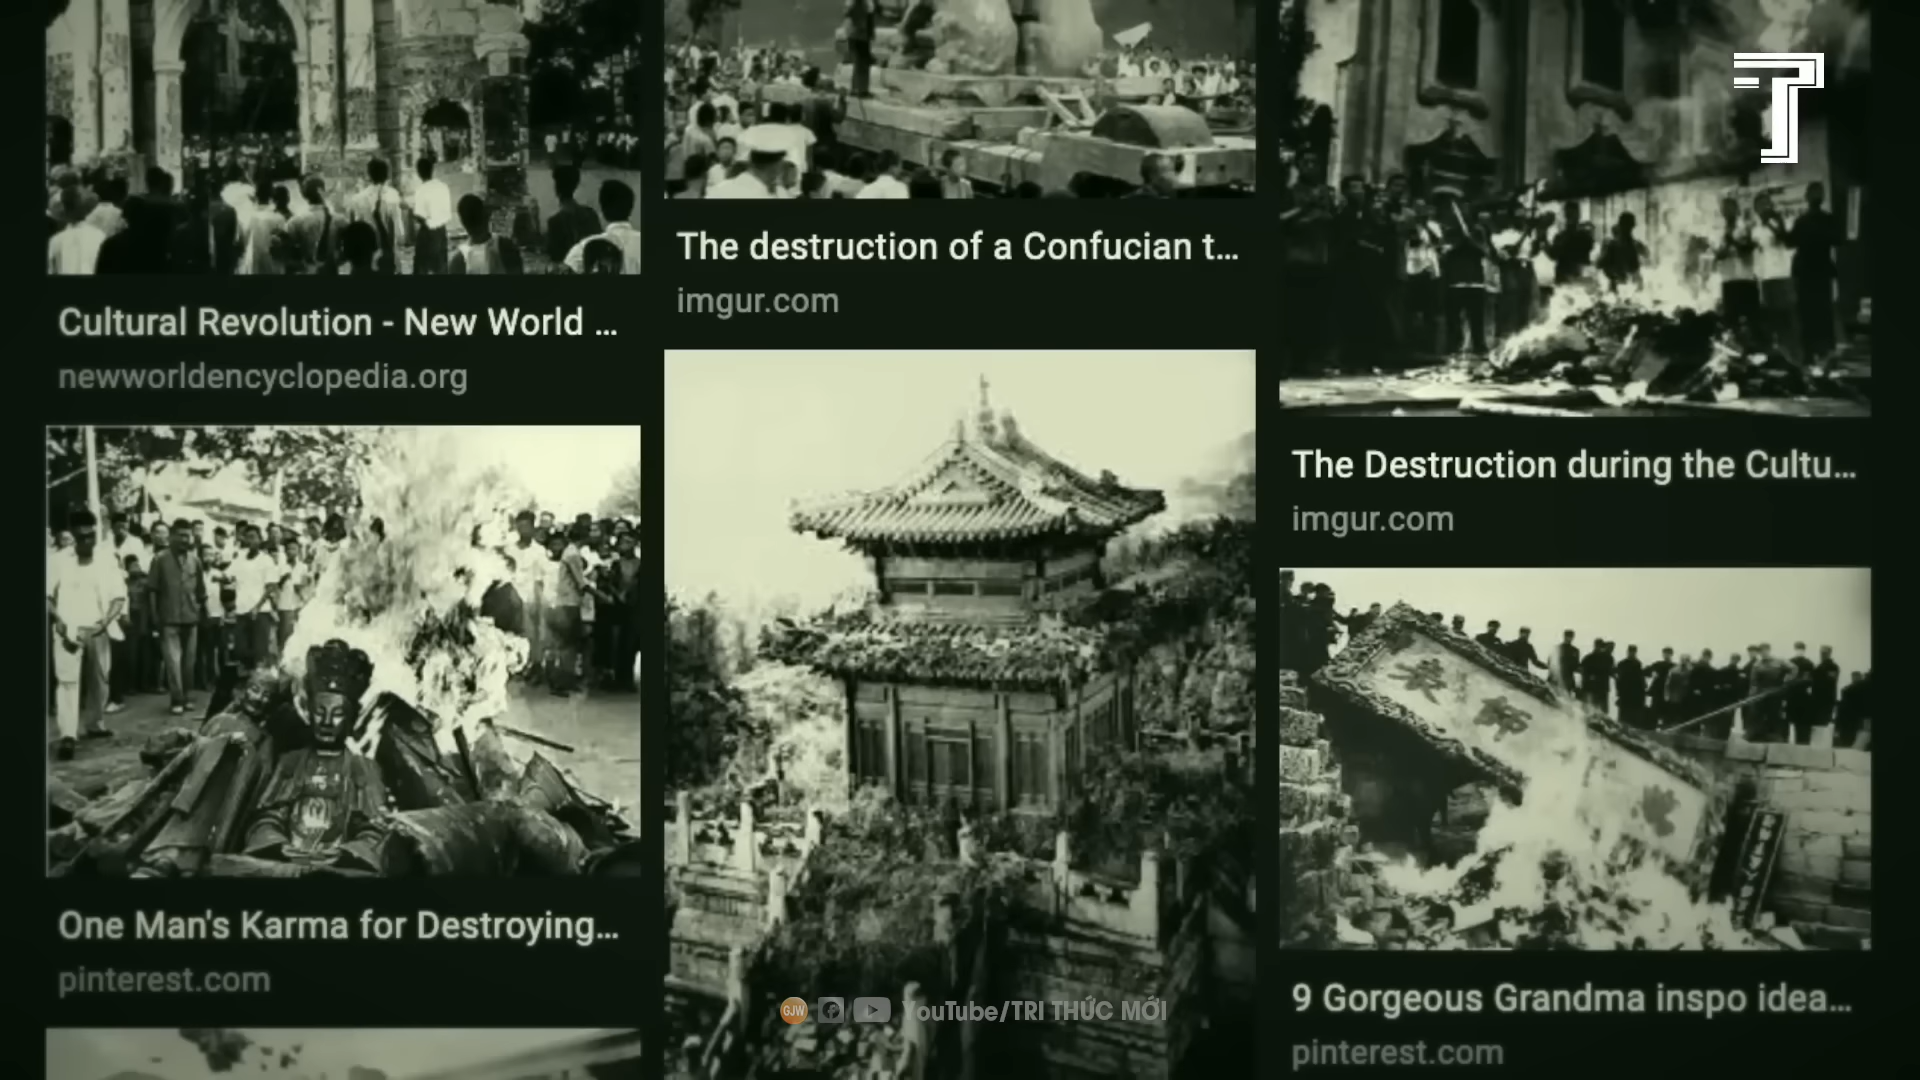 Cultural Revolution - New World ...
newworldencyclopedia.org
One Man's Karma for Destroying...
pinterest.com
The destruction of a Confucian t...
imgur.com
The Destruction during the Cultu...
imgur.com
9 Gorgeous Grandma inspo idea...
pinterest.com
GJW
YouTube/TRI THỨC MỚI